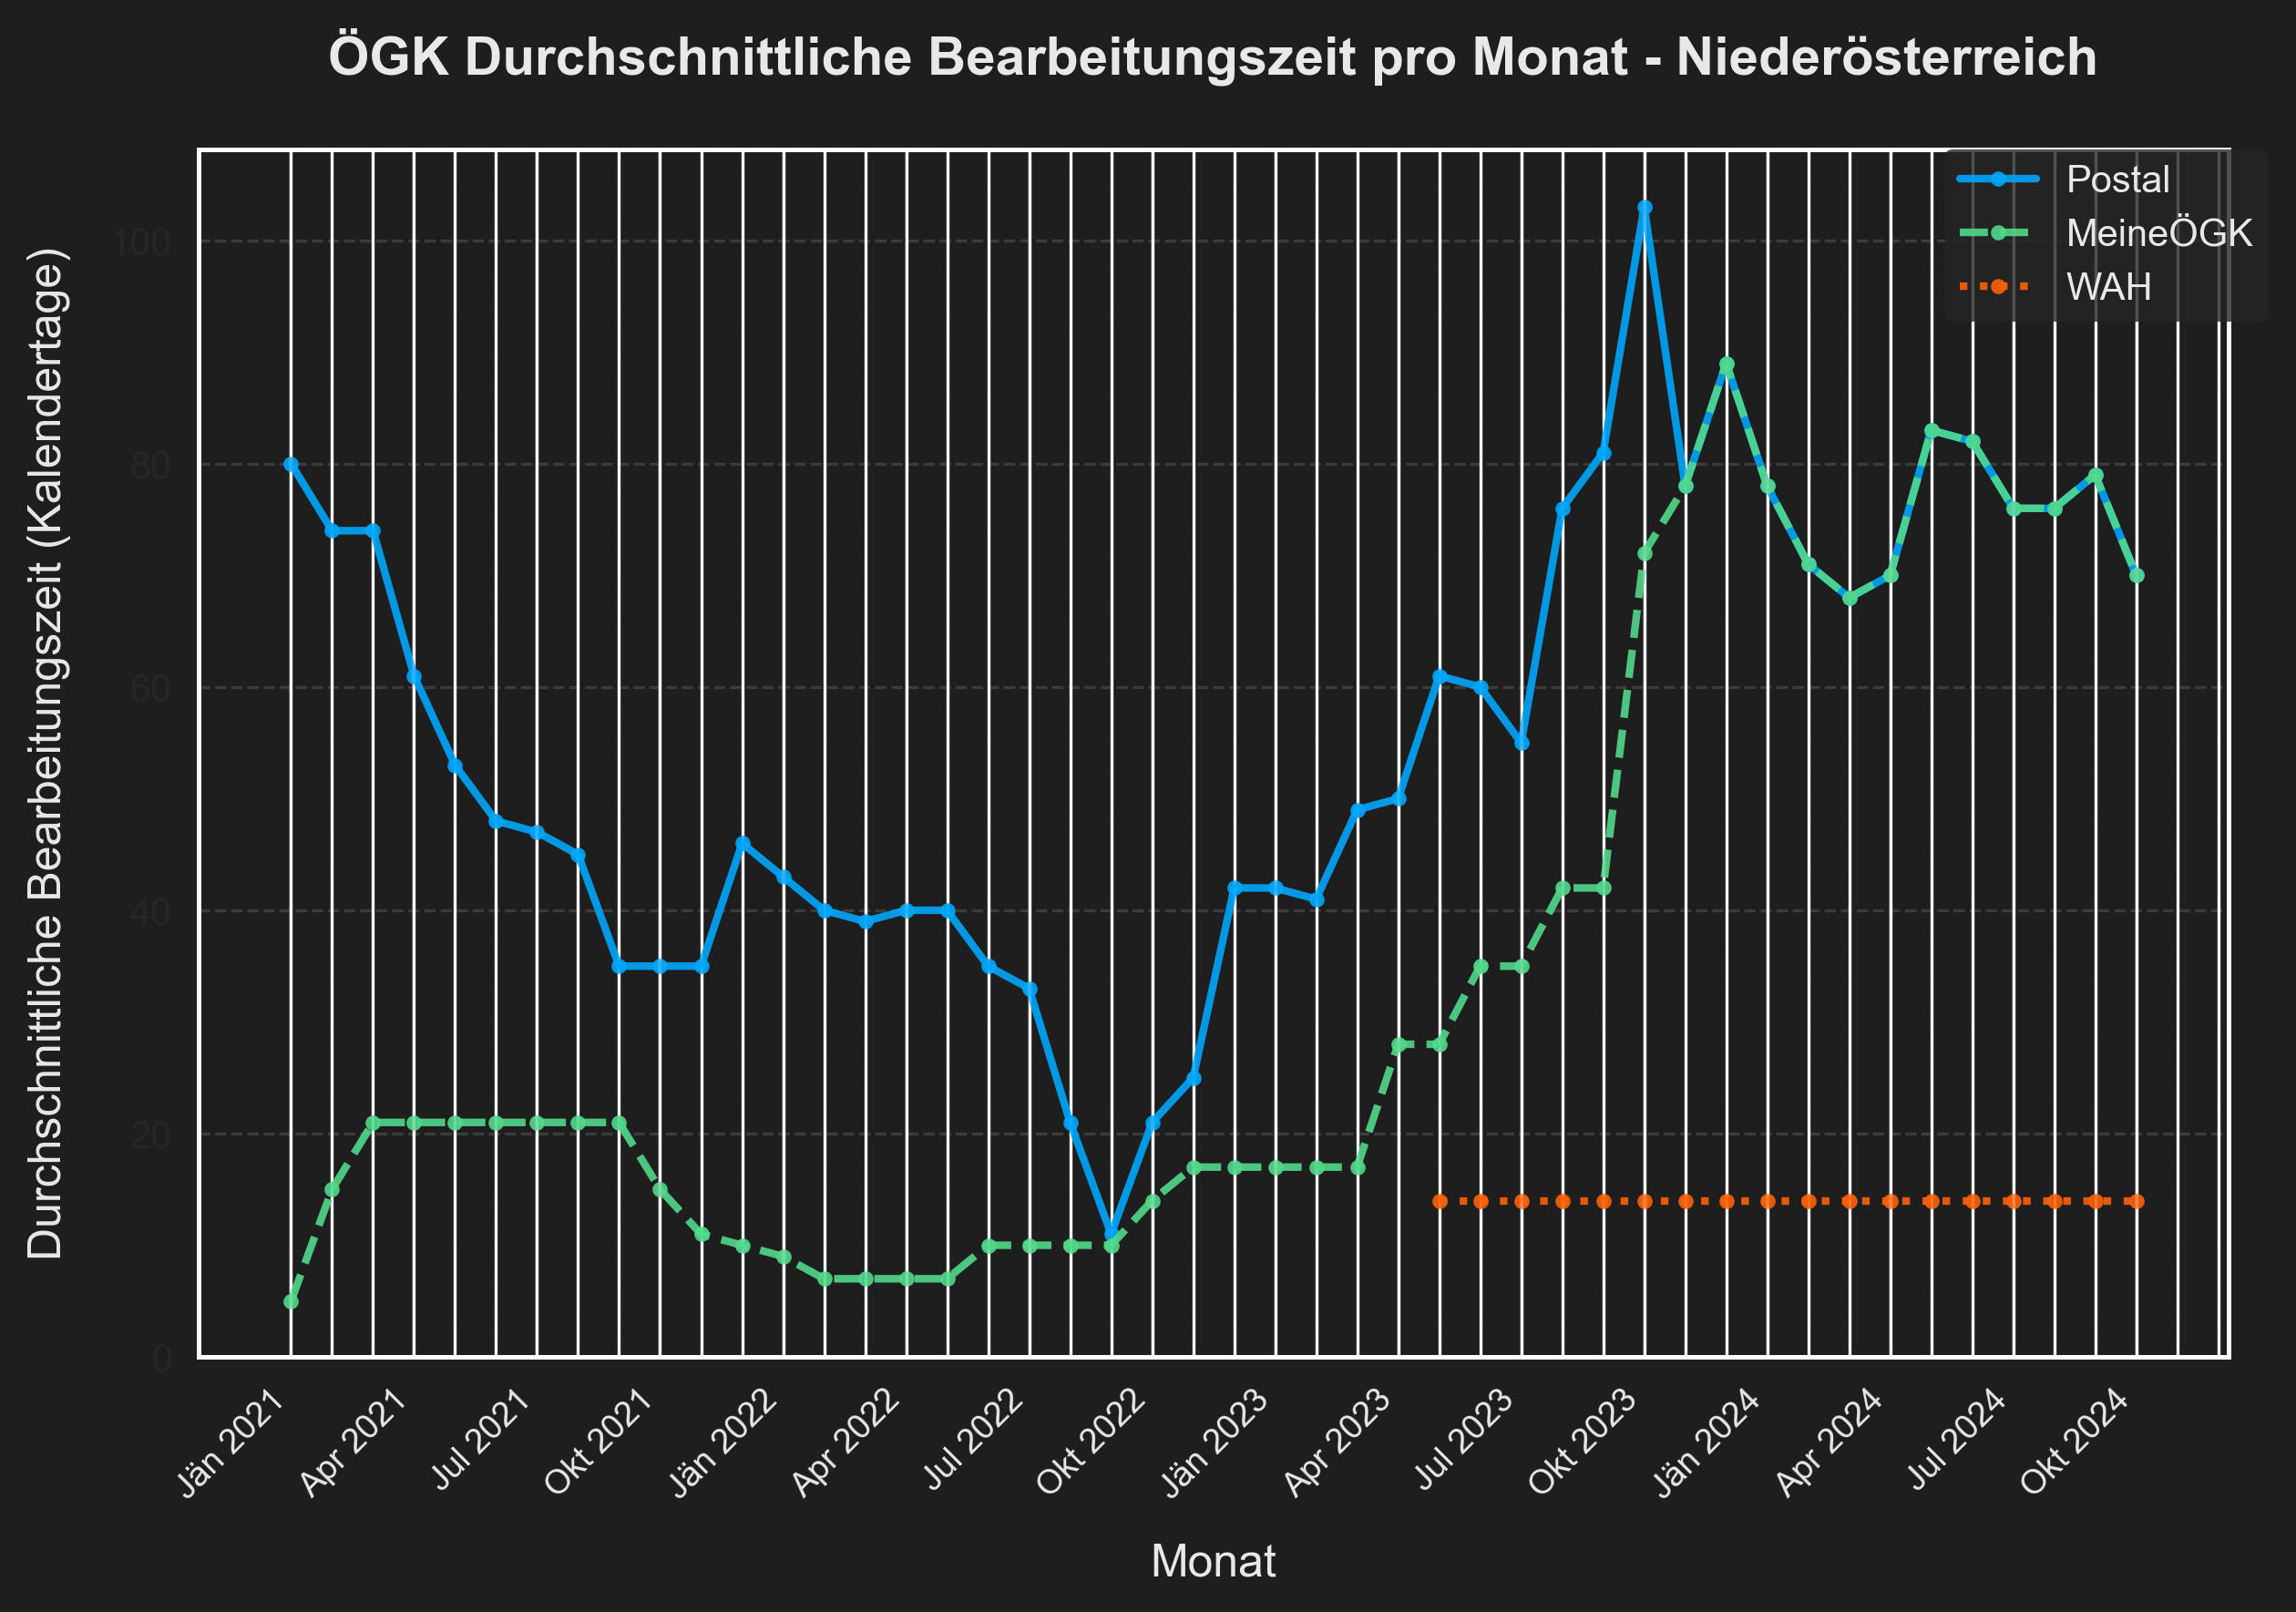 ÖGK Durchschnittliche Bearbeitungszeit pro Monat - Niederösterreich
Postal
MeineÖGK
WAH
Durchschnittliche Bearbeitungszeit (Kalendertage)
100
80
60
40
20
0
Jän 2021
Apr 2021
Jul 2021
Okt 2021
Jän 2022
Apr 2022
Jul 2022
Okt 2022
Jän 2023
Apr 2023
Jul 2023
Okt 2023
Jän 2024
Apr 2024
Jul 2024
Okt 2024
Monat